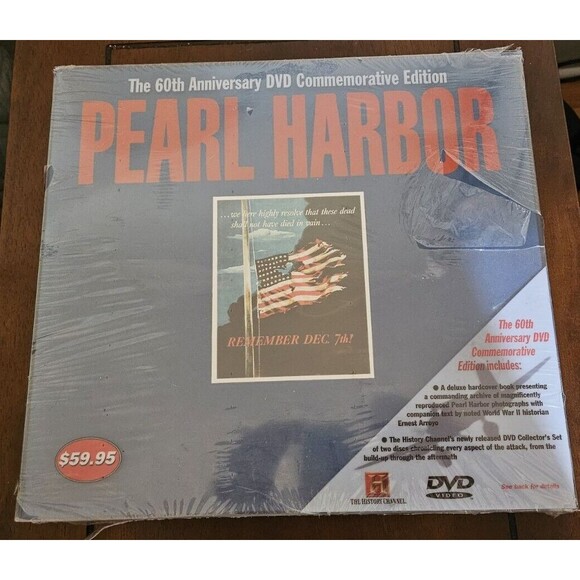 The 60th Anniversary DVD Commemorative Edition
PEARL HARBOR
...we here highly resolve that these dead
shall not have died in vain...
REMEMBER DEC. 7th!
The 60th
Anniversary DVD
Commemorative
Edition includes:
● A deluxe hardcover book presenting
a commanding archive of magnificently
reproduced Pearl Harbor photographs with
companion text by noted World War II historian
Ernest Arroyo
● The History Channel's newly released DVD Collector's Set
of two discs chronicling every aspect of the attack, from the
build-up through the aftermath
$59.95
H
THE HISTORY CHANNEL
DVD
VIDEO
See back for details